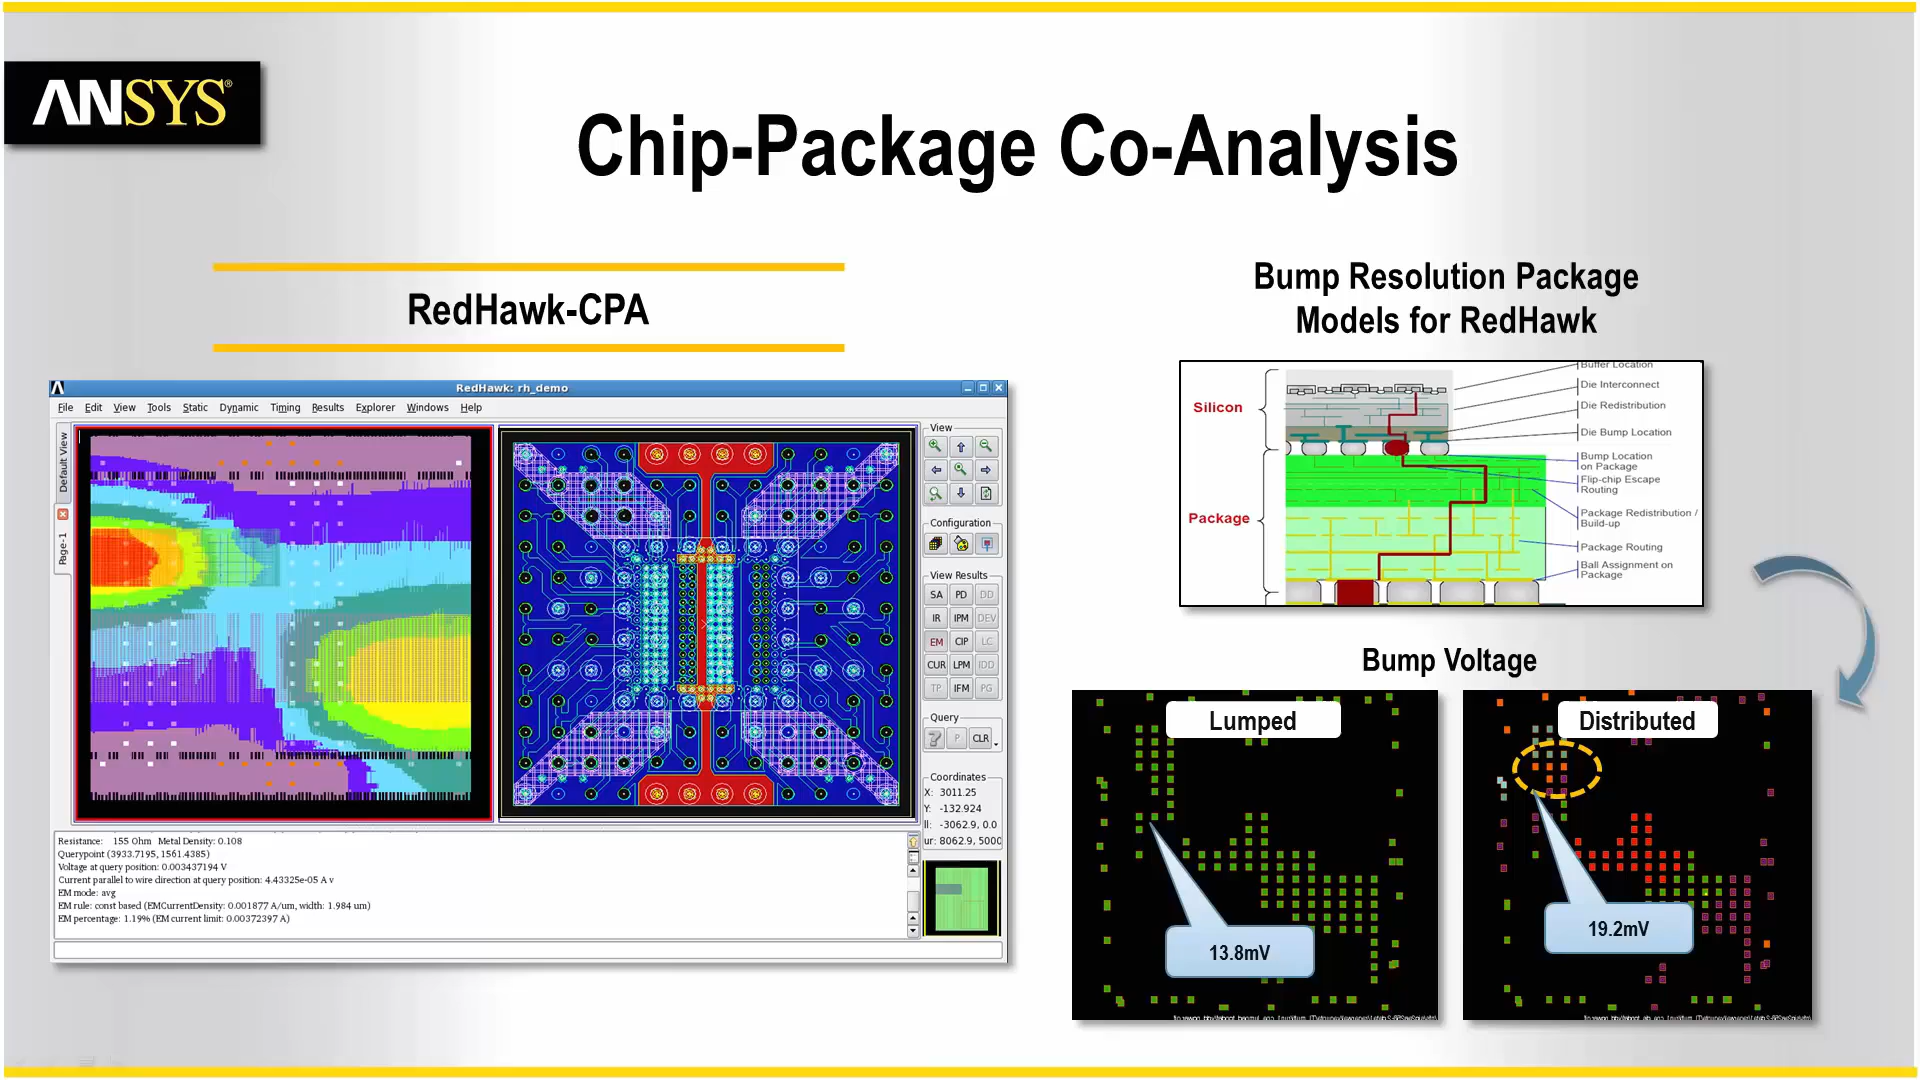 ANSYS®
Chip-Package Co-Analysis
RedHawk-CPA
RedHawk: rh_demo
File Edit View Tools Static Dynamic Timing Results Explorer Windows Help
Default View
Page-1
View
Configuration
View Results
SA PD DD
IR IPM DEV
EM CIP LC
CUR LPM IDD
TP IFM PG
Query
? P CLR
Coordinates
X: 3011.25
Y: -132.924
ll: -3062.9, 0.0
ur: 8062.9, 5000
Resistance: 155 Ohm Metal Density: 0.108
Querypoint (3933.7195, 1561.4385)
Voltage at query position: 0.003437194 V
Current parallel to wire direction at query position: 4.43325e-05 A v
EM mode: avg
EM rule: const based (EMCurrentDensity: 0.001877 A/um, width: 1.984 um)
EM percentage: 1.19% (EM current limit: 0.00372397 A)
Bump Resolution Package
Models for RedHawk
Silicon
Package
Buffer Location
Die Interconnect
Die Redistribution
Die Bump Location
Bump Location
on Package
Flip-chip Escape
Routing
Package Redistribution /
Build-up
Package Routing
Ball Assignment on
Package
Bump Voltage
Lumped
13.8mV
Distributed
19.2mV